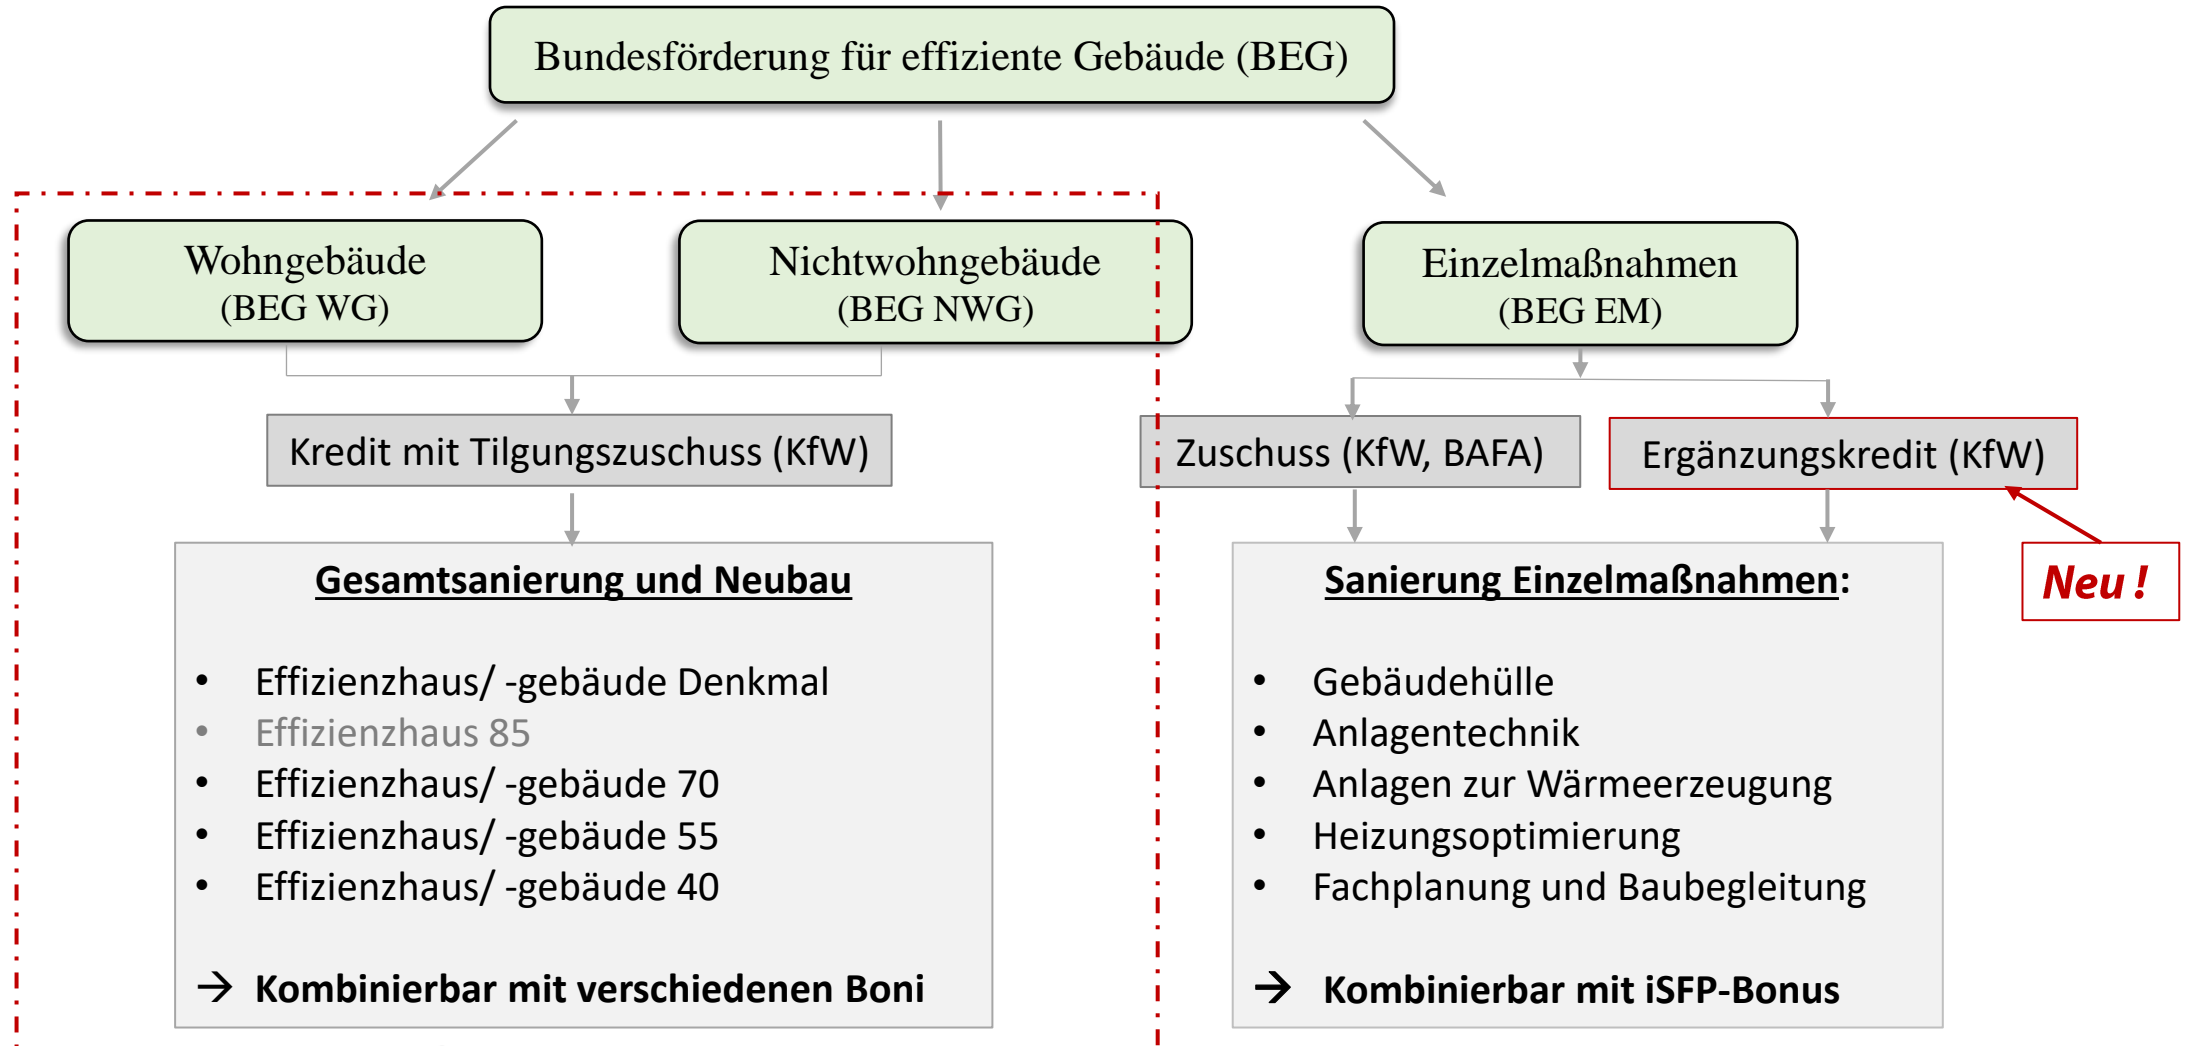 Bundesförderung für effiziente Gebäude (BEG)
Wohngebäude
(BEG WG)
Nichtwohngebäude
(BEG NWG)
Einzelmaßnahmen
(BEG EM)
Kredit mit Tilgungszuschuss (KfW)
Zuschuss (KfW, BAFA)
Ergänzungskredit (KfW)
Neu !
Gesamtsanierung und Neubau
• Effizienzhaus/ -gebäude Denkmal
• Effizienzhaus 85
• Effizienzhaus/ -gebäude 70
• Effizienzhaus/ -gebäude 55
• Effizienzhaus/ -gebäude 40
→ Kombinierbar mit verschiedenen Boni
Sanierung Einzelmaßnahmen:
• Gebäudehülle
• Anlagentechnik
• Anlagen zur Wärmeerzeugung
• Heizungsoptimierung
• Fachplanung und Baubegleitung
→ Kombinierbar mit iSFP-Bonus